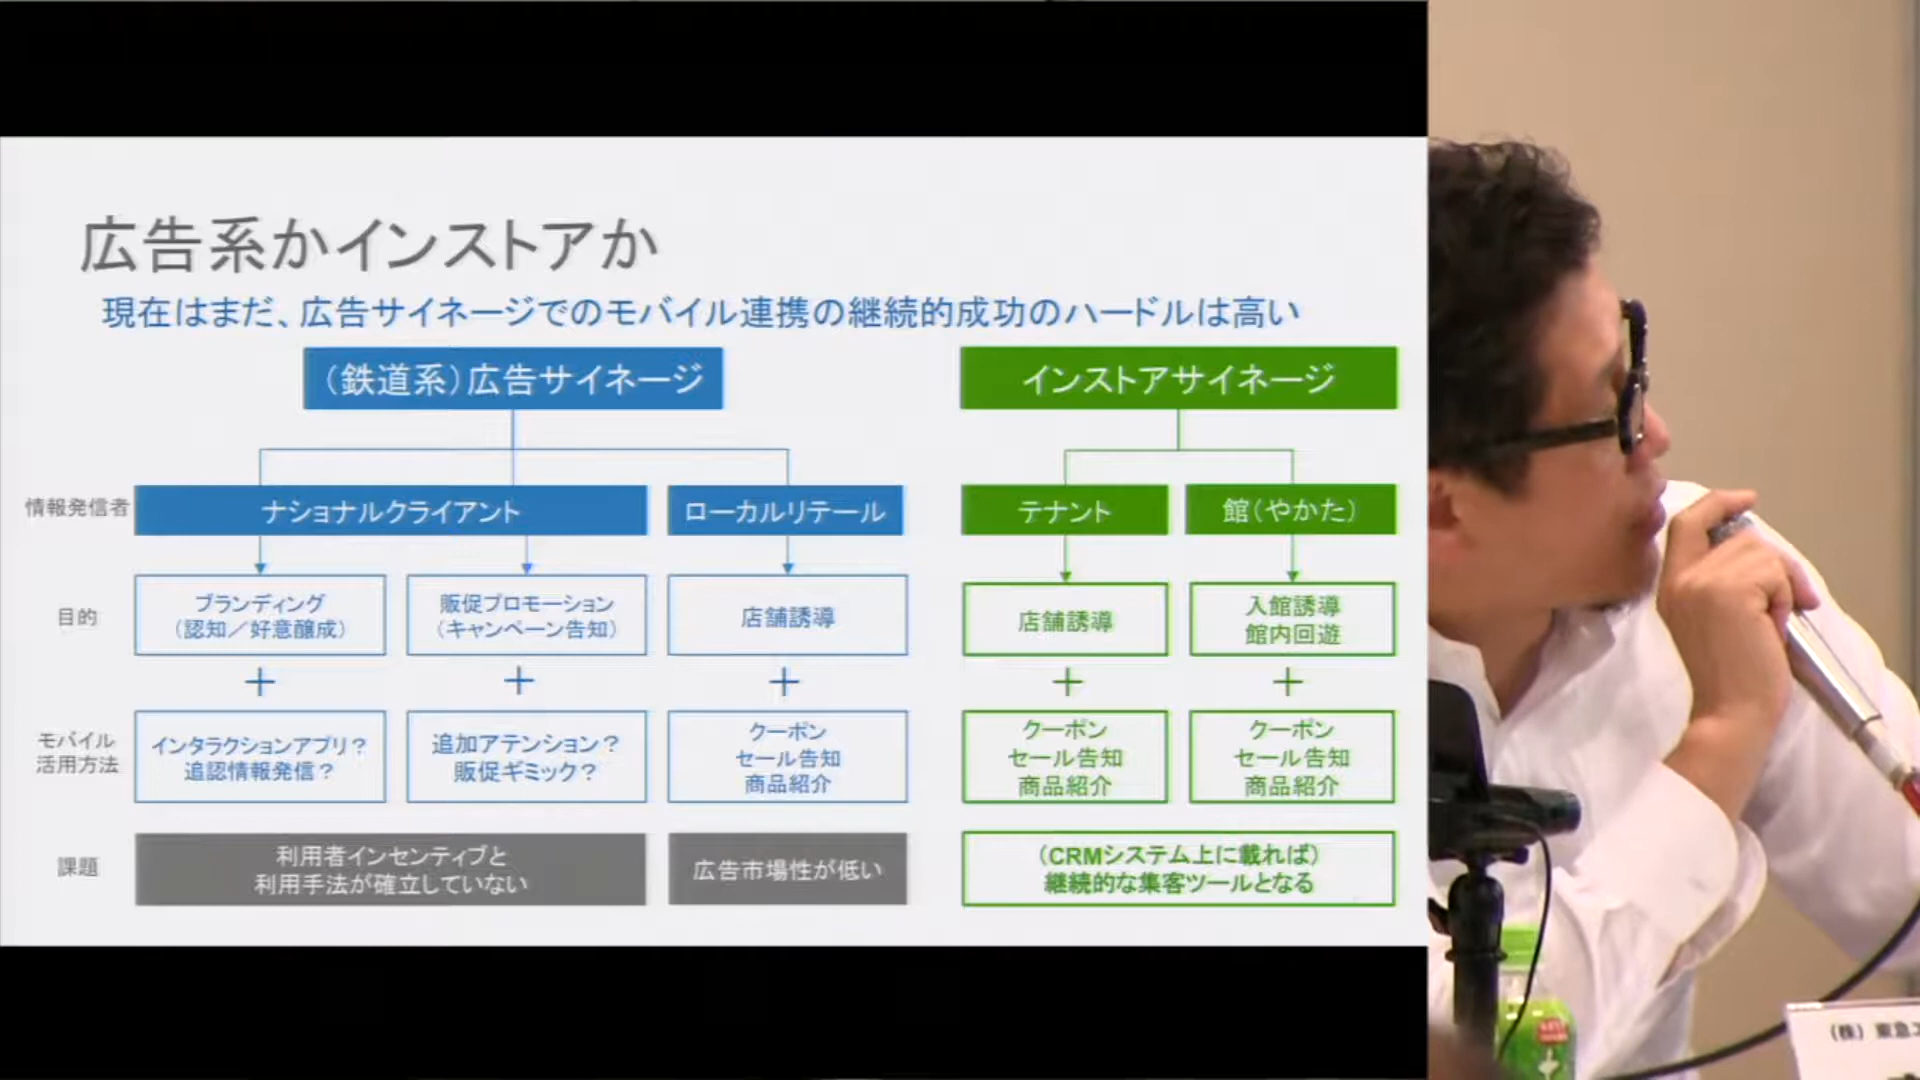 広告系かインストアか
現在はまだ、広告サイネージでのモバイル連携の継続的成功のハードルは高い
（鉄道系）広告サイネージ
インストアサイネージ
情報発信者
ナショナルクライアント
ローカルリテール
テナント
館（やかた）
目的
ブランディング
（認知／好意醸成）
販促プロモーション
（キャンペーン告知）
店舗誘導
店舗誘導
入館誘導
館内回遊
＋
＋
＋
＋
＋
モバイル
活用方法
インタラクションアプリ？
追認情報発信？
追加アテンション？
販促ギミック？
クーポン
セール告知
商品紹介
クーポン
セール告知
商品紹介
クーポン
セール告知
商品紹介
課題
利用者インセンティブと
利用手法が確立していない
広告市場性が低い
（CRMシステム上に載れば）
継続的な集客ツールとなる
（株）東急エ